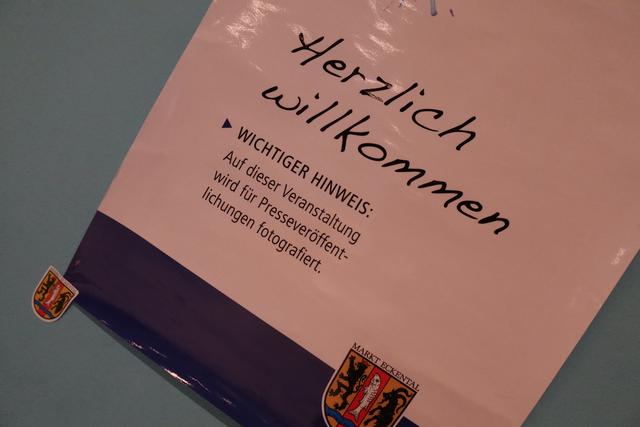 Herzlich
willkommen
WICHTIGER HINWEIS:
Auf dieser Veranstaltung
wird für Presseveröffent-
lichungen fotografiert.
MARKT ECKENTAL